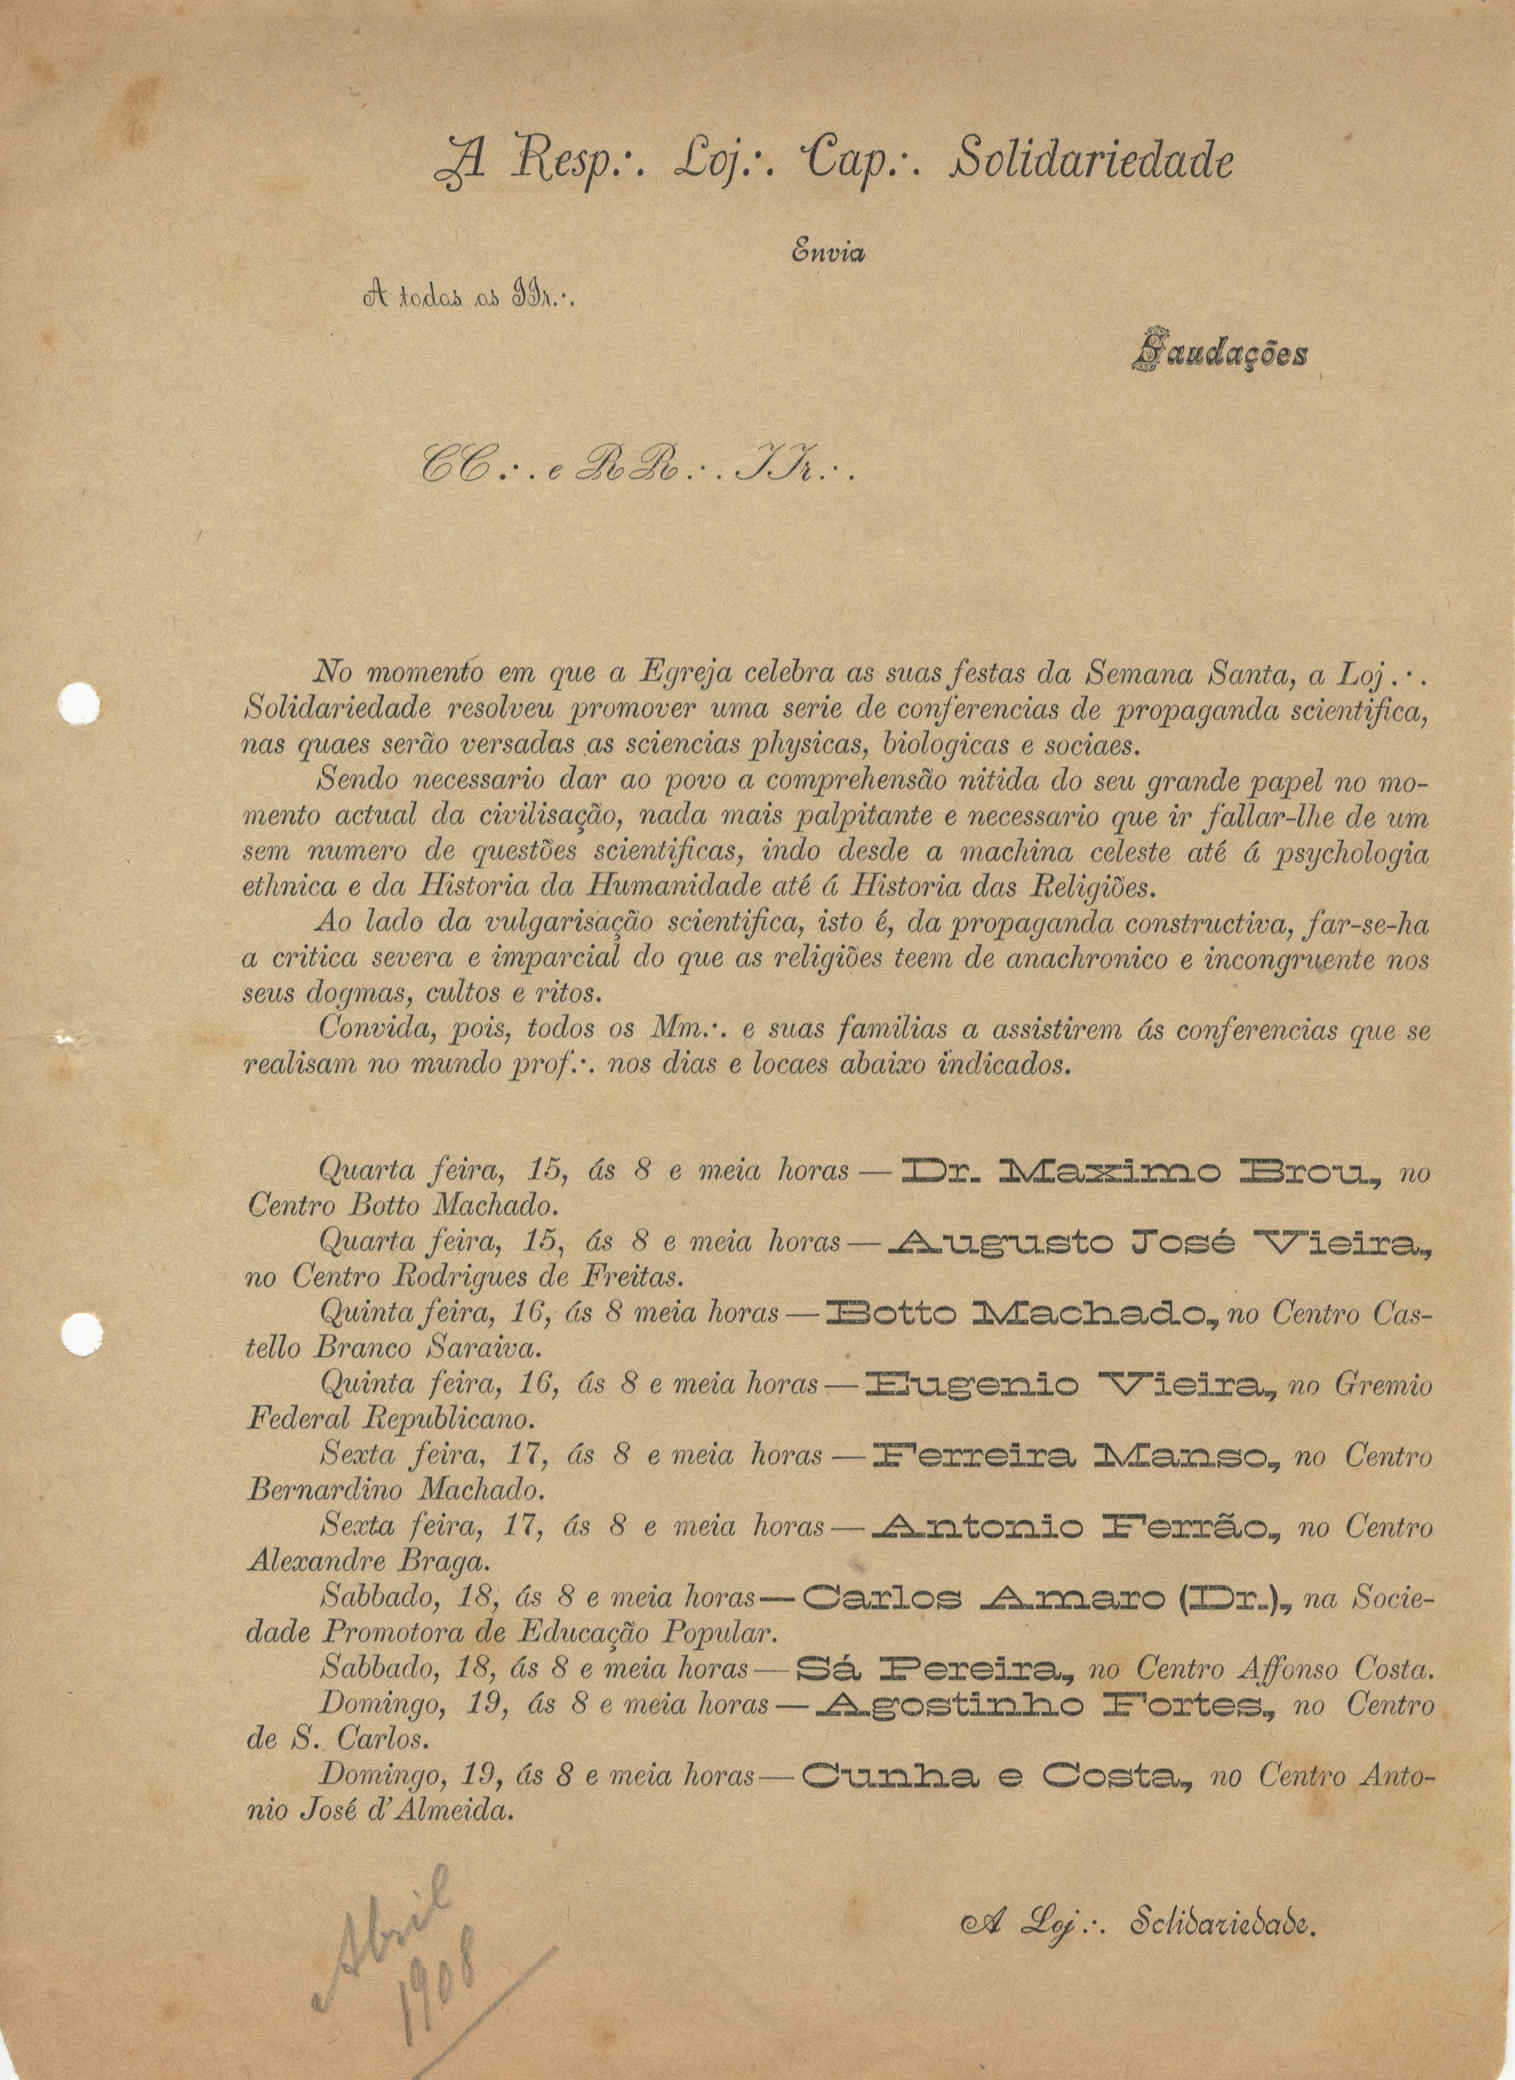 A Resp.·. Loj.·. Cap.·. Solidariedade
Envia
A todos os IIr.·.
Saudações
CC.·. e RR.·. IIr.·.
No momento em que a Egreja celebra as suas festas da Semana Santa, a Loj.·.
Solidariedade resolveu promover uma serie de conferencias de propaganda scientifica,
nas quaes serão versadas as sciencias physicas, biologicas e sociaes.
Sendo necessario dar ao povo a comprehensão nitida do seu grande papel no mo-
mento actual da civilisação, nada mais palpitante e necessario que ir fallar-lhe de um
sem numero de questões scientificas, indo desde a machina celeste até á psychologia
ethnica e da Historia da Humanidade até á Historia das Religiões.
Ao lado da vulgarisação scientifica, isto é, da propaganda constructiva, far-se-ha
a critica severa e imparcial do que as religiões teem de anachronico e incongruente nos
seus dogmas, cultos e ritos.
Convida, pois, todos os Mm.·. e suas familias a assistirem ás conferencias que se
realisam no mundo prof.·. nos dias e locaes abaixo indicados.
Quarta feira, 15, ás 8 e meia horas — Dr. Maximo Brou, no
Centro Botto Machado.
Quarta feira, 15, ás 8 e meia horas — Augusto José Vieira,
no Centro Rodrigues de Freitas.
Quinta feira, 16, ás 8 meia horas — Botto Machado, no Centro Cas-
tello Branco Saraiva.
Quinta feira, 16, ás 8 e meia horas — Eugenio Vieira, no Gremio
Federal Republicano.
Sexta feira, 17, ás 8 e meia horas — Ferreira Manso, no Centro
Bernardino Machado.
Sexta feira, 17, ás 8 e meia horas — Antonio Ferrão, no Centro
Alexandre Braga.
Sabbado, 18, ás 8 e meia horas — Carlos Amaro (Dr.), na Socie-
dade Promotora de Educação Popular.
Sabbado, 18, ás 8 e meia horas — Sá Pereira, no Centro Affonso Costa.
Domingo, 19, ás 8 e meia horas — Agostinho Fortes, no Centro
de S. Carlos.
Domingo, 19, ás 8 e meia horas — Cunha e Costa, no Centro Anto-
nio José d'Almeida.
A Loj.·. Solidariedade.
Abril
1908